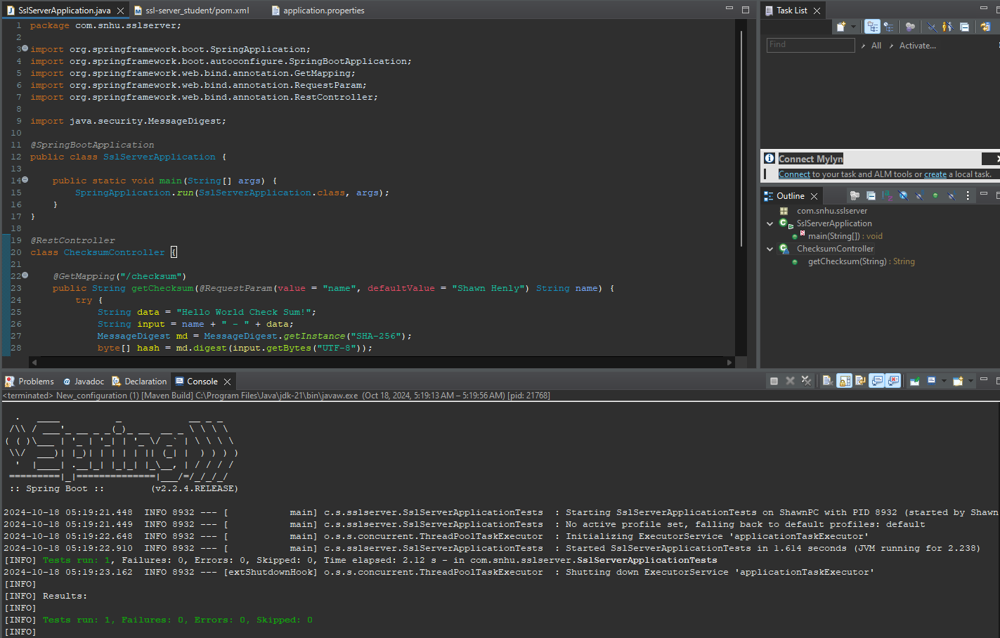 SslServerApplication.java
ssl-server_student/pom.xml
application.properties
1 package com.snhu.sslserver;
2
3 import org.springframework.boot.SpringApplication;
4 import org.springframework.boot.autoconfigure.SpringBootApplication;
5 import org.springframework.web.bind.annotation.GetMapping;
6 import org.springframework.web.bind.annotation.RequestParam;
7 import org.springframework.web.bind.annotation.RestController;
8
9 import java.security.MessageDigest;
10
11 @SpringBootApplication
12 public class SslServerApplication {
13
14 public static void main(String[] args) {
15 SpringApplication.run(SslServerApplication.class, args);
16 }
17 }
18
19 @RestController
20 class ChecksumController {
21
22 @GetMapping("/checksum")
23 public String getChecksum(@RequestParam(value = "name", defaultValue = "Shawn Henly") String name) {
24 try {
25 String data = "Hello World Check Sum!";
26 String input = name + " - " + data;
27 MessageDigest md = MessageDigest.getInstance("SHA-256");
28 byte[] hash = md.digest(input.getBytes("UTF-8"));
Task List
Find
All
Activate...
Connect Mylyn
Connect to your task and ALM tools or create a local task.
Outline
com.snhu.sslserver
SslServerApplication
main(String[]) : void
ChecksumController
getChecksum(String) : String
Problems
Javadoc
Declaration
Console
<terminated> New_configuration (1) [Maven Build] C:\Program Files\Java\jdk-21\bin\javaw.exe (Oct 18, 2024, 5:19:13 AM – 5:19:56 AM) [pid: 21768]
  .   ____          _            __ _ _
 /\\ / ___'_ __ _ _(_)_ __  __ _ \ \ \ \
( ( )\___ | '_ | '_| | '_ \/ _` | \ \ \ \
 \\/  ___)| |_)| | | | | || (_| |  ) ) ) )
  '  |____| .__|_| |_|_| |_\__, | / / / /
 =========|_|==============|___/=/_/_/_/
 :: Spring Boot ::        (v2.2.4.RELEASE)
2024-10-18 05:19:21.448  INFO 8932 --- [           main] c.s.sslserver.SslServerApplicationTests  : Starting SslServerApplicationTests on ShawnPC with PID 8932 (started by Shawn
2024-10-18 05:19:21.449  INFO 8932 --- [           main] c.s.sslserver.SslServerApplicationTests  : No active profile set, falling back to default profiles: default
2024-10-18 05:19:22.648  INFO 8932 --- [           main] o.s.s.concurrent.ThreadPoolTaskExecutor  : Initializing ExecutorService 'applicationTaskExecutor'
2024-10-18 05:19:22.910  INFO 8932 --- [           main] c.s.sslserver.SslServerApplicationTests  : Started SslServerApplicationTests in 1.614 seconds (JVM running for 2.238)
[INFO] Tests run: 1, Failures: 0, Errors: 0, Skipped: 0, Time elapsed: 2.12 s - in com.snhu.sslserver.SslServerApplicationTests
2024-10-18 05:19:23.162  INFO 8932 --- [extShutdownHook] o.s.s.concurrent.ThreadPoolTaskExecutor  : Shutting down ExecutorService 'applicationTaskExecutor'
[INFO]
[INFO] Results:
[INFO]
[INFO] Tests run: 1, Failures: 0, Errors: 0, Skipped: 0
[INFO]